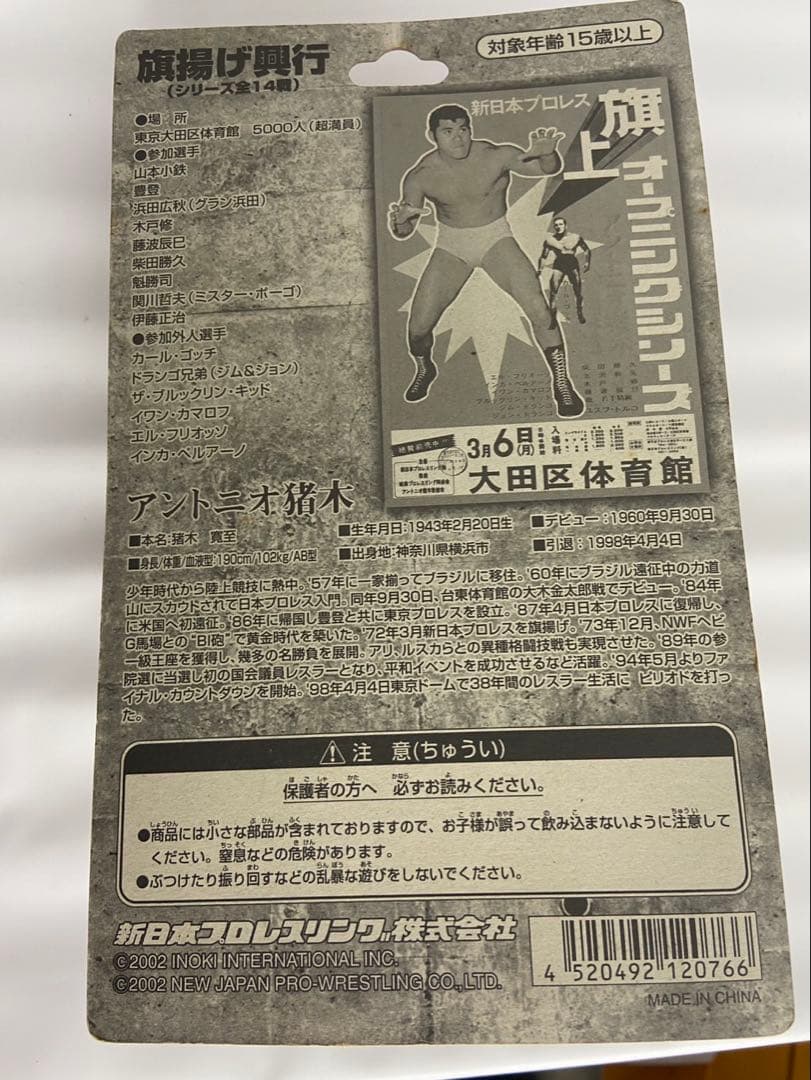 旗揚げ興行
(シリーズ全14戦)
対象年齢15歳以上
●場　所
東京大田区体育館　5000人(超満員)
●参加選手
山本小鉄
豊登
浜田広秋(グラン浜田)
木戸修
藤波辰巳
柴田勝久
魁勝司
関川哲夫(ミスター・ポーゴ)
伊藤正治
●参加外人選手
カール・ゴッチ
ドランゴ兄弟(ジム&ジョン)
ザ・ブルックリン・キッド
イワン・カマロフ
エル・フリオッソ
インカ・ペルアーノ
新日本プロレス
旗上
オープニングシリーズ
3月6日(月)
入場料
大田区体育館
アントニオ猪木
■本名:猪木　寛至
■生年月日:1943年2月20日生
■デビュー:1960年9月30日
■身長/体重/血液型:190cm/102kg/AB型
■出身地:神奈川県横浜市
■引退:1998年4月4日
少年時代から陸上競技に熱中。'57年に一家揃ってブラジルに移住。'60年にブラジル遠征中の力道
山にスカウトされて日本プロレス入門。同年9月30日、台東体育館の大木金太郎戦でデビュー。'84年
に米国へ初遠征。'86年に帰国し豊登と共に東京プロレスを設立。'87年4月日本プロレスに復帰し、
G馬場との "BI砲" で黄金時代を築いた。'72年3月新日本プロレスを旗揚げ。'73年12月、NWFヘビ
一級王座を獲得し、幾多の名勝負を展開。アリ、ルスカらとの異種格闘技戦も実現させた。'89年の参
院選に当選し初の国会議員レスラーとなり、平和イベントを成功させるなど活躍。'94年5月よりファ
イナル・カウントダウンを開始。'98年4月4日東京ドームで38年間のレスラー生活に ピリオドを打っ
た。
⚠注 意(ちゅうい)
保護者の方へ 必ずお読みください。
●商品には小さな部品が含まれておりますので、お子様が誤って飲み込まないように注意して
ください。窒息などの危険があります。
●ぶつけたり振り回すなどの乱暴な遊びをしないでください。
新日本プロレスリング株式会社
©2002 INOKI INTERNATIONAL INC.
©2002 NEW JAPAN PRO-WRESTLING CO., LTD.
4 520492 120766
MADE IN CHINA